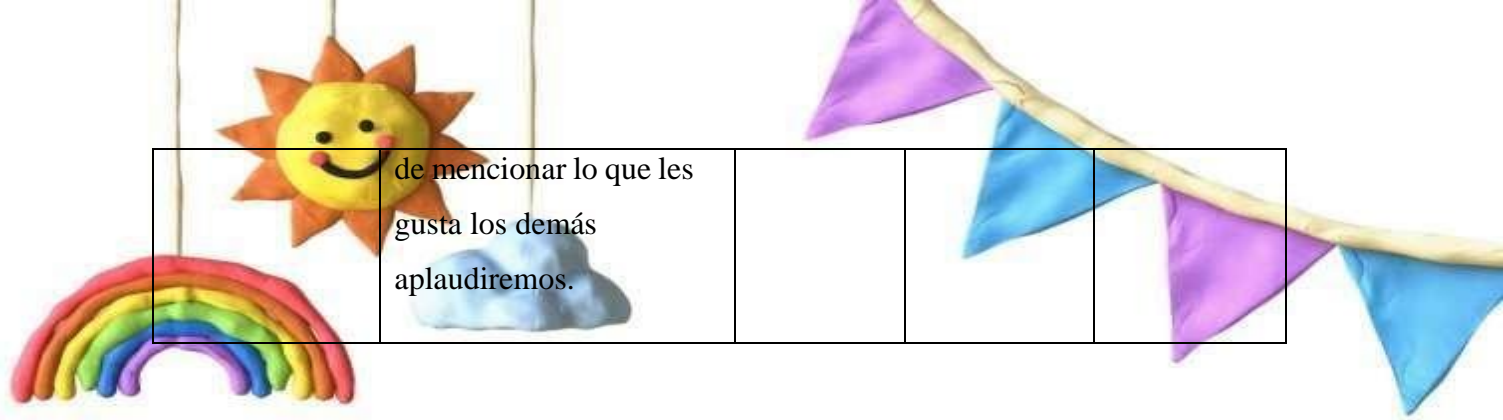 de mencionar lo que les
gusta los demás
aplaudiremos.